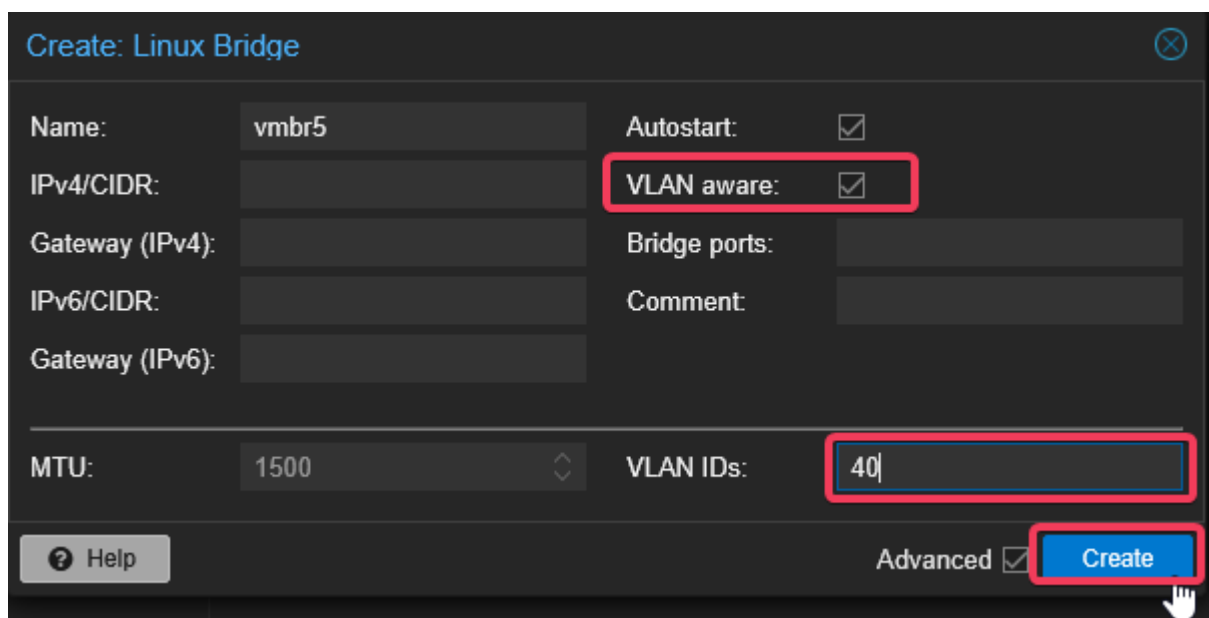 Create: Linux Bridge
Name: vmbr5 Autostart:
IPv4/CIDR: VLAN aware:
Gateway (IPv4): Bridge ports:
IPv6/CIDR: Comment:
Gateway (IPv6):
MTU: 1500 VLAN IDs: 40
Help Advanced Create